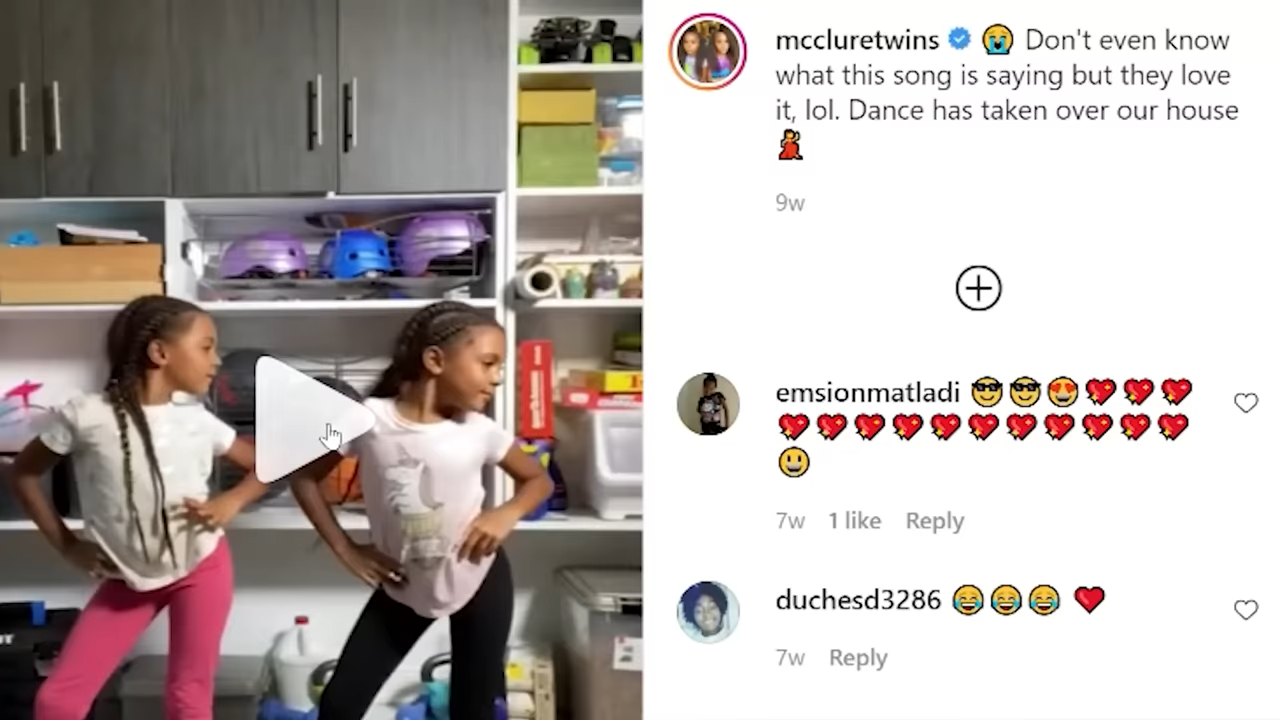 mccluretwins 😭 Don't even know
what this song is saying but they love
it, lol. Dance has taken over our house
💃
9w
emsionmatladi 😎😎😍💖💖💖
💖💖💖💖💖💖💖💖💖💖💖
😀
7w 1 like Reply
duchesd3286 😂😂😂 ❤️
7w Reply